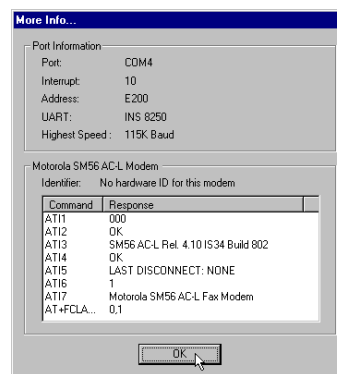 More Info...
Port Information
Port: COM4
Interrupt: 10
Address: E200
UART: INS 8250
Highest Speed : 115K Baud
Motorola SM56 AC-L Modem
Identifier: No hardware ID for this modem
Command Response
ATI1 000
ATI2 OK
ATI3 SM56 AC-L Rel. 4.10 IS34 Build 802
ATI4 OK
ATI5 LAST DISCONNECT: NONE
ATI6 1
ATI7 Motorola SM56 AC-L Fax Modem
AT+FCLA... 0,1
OK